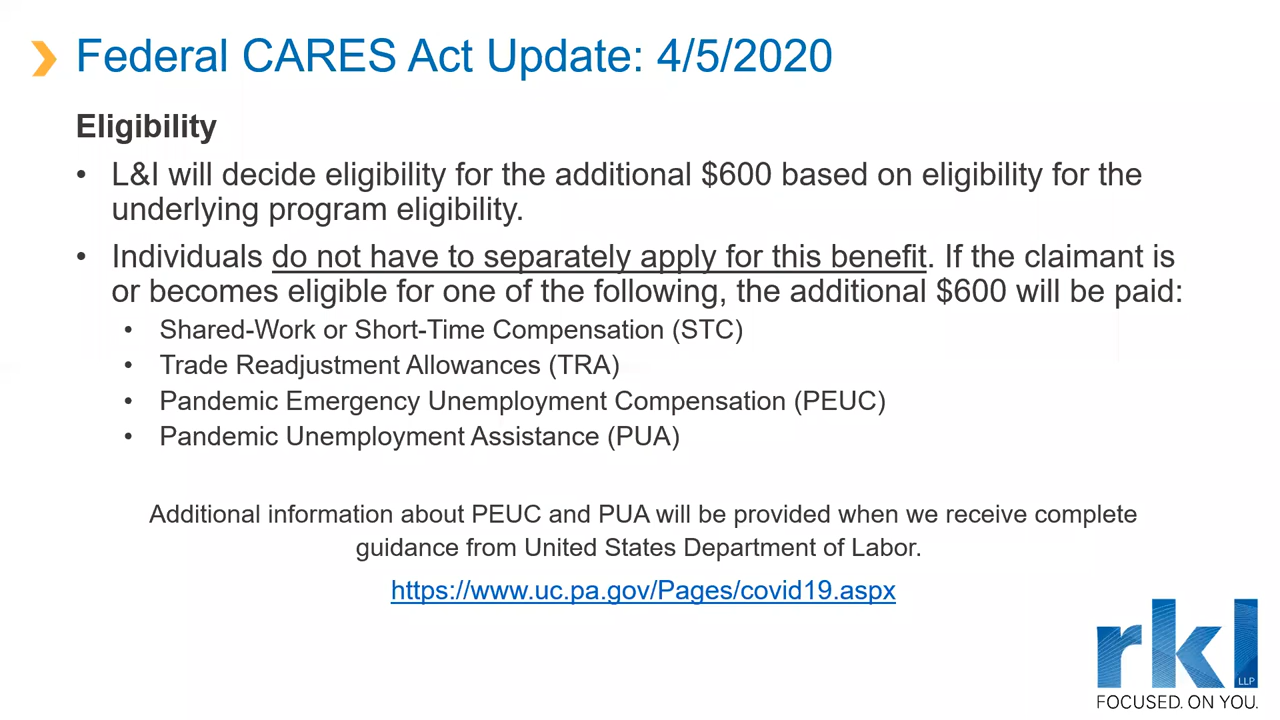 Federal CARES Act Update: 4/5/2020
Eligibility
• L&I will decide eligibility for the additional $600 based on eligibility for the
underlying program eligibility.
• Individuals do not have to separately apply for this benefit. If the claimant is
or becomes eligible for one of the following, the additional $600 will be paid:
• Shared-Work or Short-Time Compensation (STC)
• Trade Readjustment Allowances (TRA)
• Pandemic Emergency Unemployment Compensation (PEUC)
• Pandemic Unemployment Assistance (PUA)
Additional information about PEUC and PUA will be provided when we receive complete
guidance from United States Department of Labor.
https://www.uc.pa.gov/Pages/covid19.aspx
rkl
LLP
FOCUSED. ON YOU.